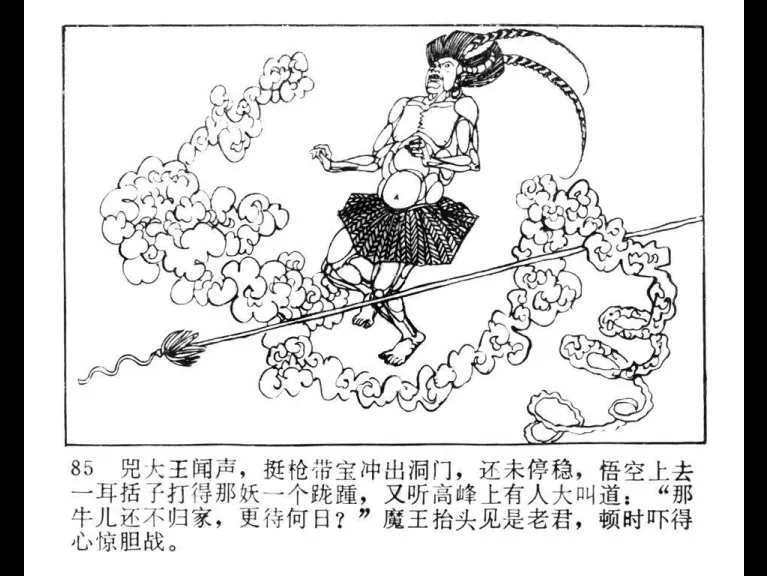 85 兕大王闻声，挺枪带宝冲出洞门，还未停稳，悟空上去
一耳括子打得那妖一个跋踵，又听高峰上有人大叫道：“那
牛儿还不归家，更待何日？”魔王抬头见是老君，顿时吓得
心惊胆战。